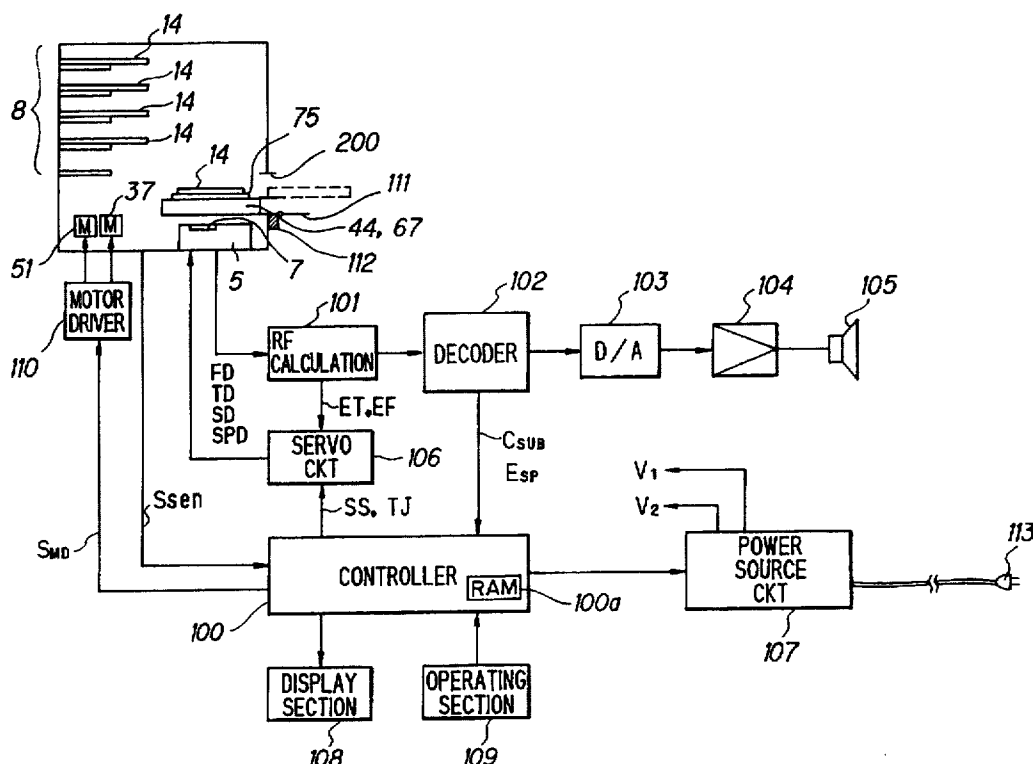 14
14
14
14
8
75
200
14
37
111
M
M
44, 67
51
7
5
112
MOTOR
DRIVER
110
101
RF
CALCULATION
102
DECODER
103
D/A
104
105
FD
TD
SD
SPD
ET, EF
SERVO
CKT
106
CSUB
ESP
V1
V2
Ssen
SS, TJ
SMD
CONTROLLER
RAM
100a
100
POWER
SOURCE
CKT
113
107
DISPLAY
SECTION
108
OPERATING
SECTION
109